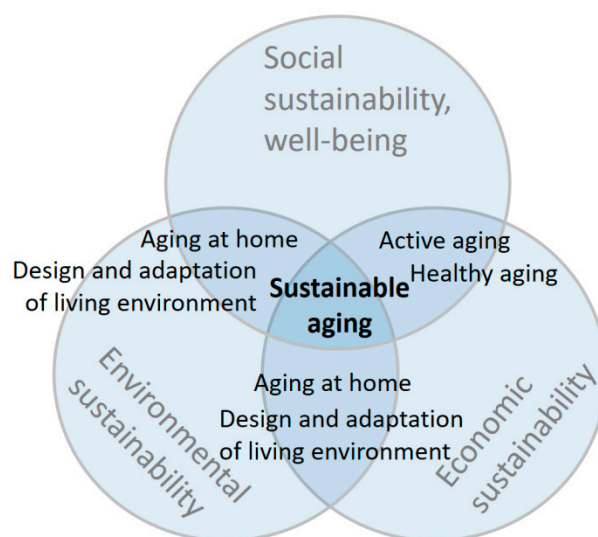 Social
sustainability,
well-being
Aging at home
Design and adaptation
of living environment
Active aging
Healthy aging
Sustainable
aging
Environmental
sustainability
Aging at home
Design and adaptation
of living environment
Economic
sustainability